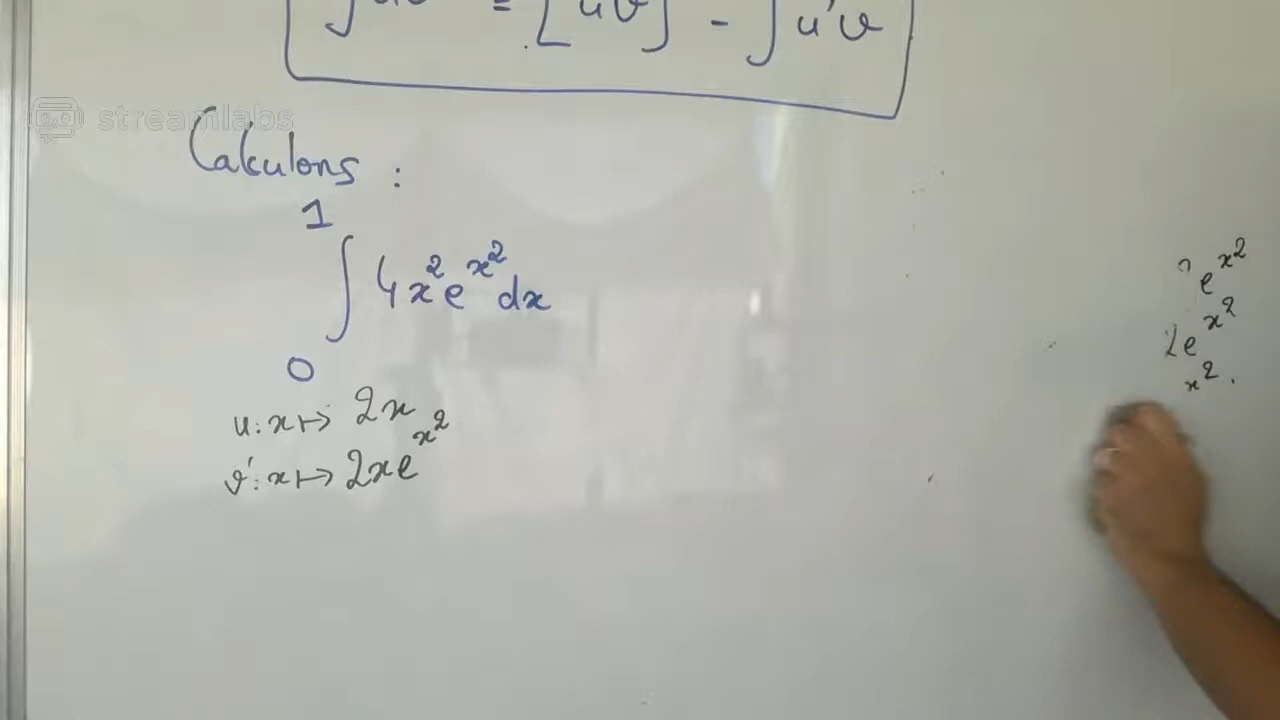 = [uv] - ∫u'v
streamlabs
Calculons :
1
∫ 4x²e^{x²} dx
0
u: x ↦ 2x
v': x ↦ 2xe^{x²}
e^{x²}
2e^{x²}
x²